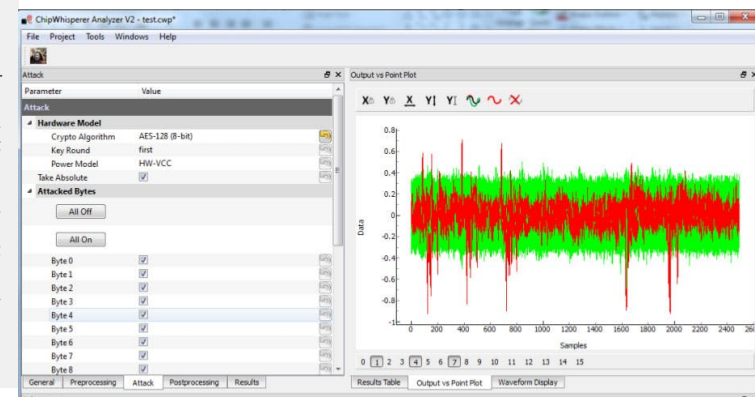 ChipWhisperer Analyzer V2 - test.cwp*
File Project Tools Windows Help
Attack
Parameter Value
Attack
Hardware Model
Crypto Algorithm AES-128 (8-bit)
Key Round first
Power Model HW-VCC
Take Absolute
Attacked Bytes
All Off
All On
Byte 0
Byte 1
Byte 2
Byte 3
Byte 4
Byte 5
Byte 6
Byte 7
Byte 8
General Preprocessing Attack Postprocessing Results
Output vs Point Plot
X Y X Y Y
0.8
0.6
0.4
0.2
0
-0.2
-0.4
-0.6
-0.8
-1
Data
0 200 400 600 800 1000 1200 1400 1600 1800 2000 2200 2400 260
Samples
0 1 2 3 4 5 6 7 8 9 10 11 12 13 14 15
Results Table Output vs Point Plot Waveform Display